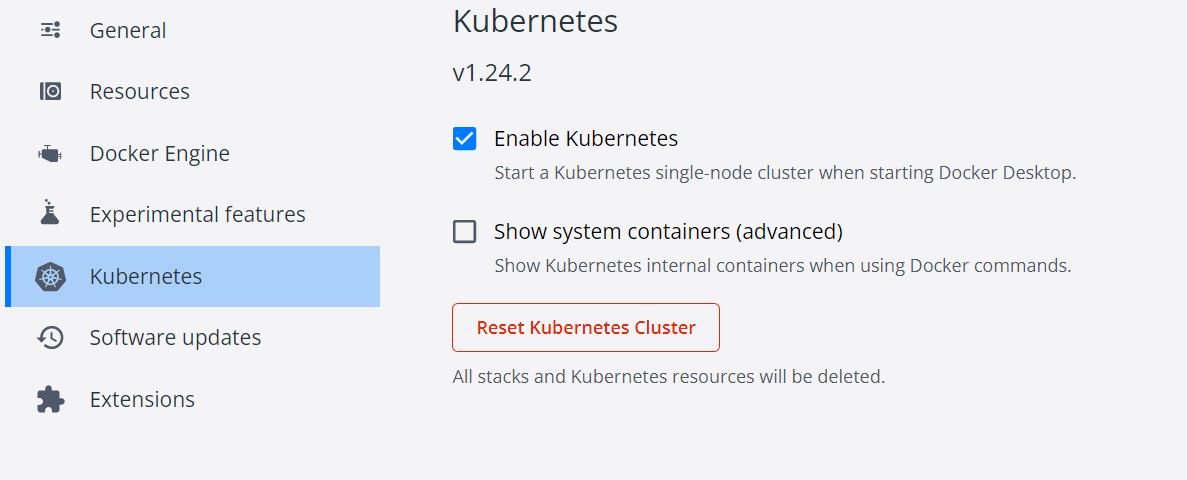 General
Resources
Docker Engine
Experimental features
Kubernetes
Software updates
Extensions
Kubernetes
v1.24.2
Enable Kubernetes
Start a Kubernetes single-node cluster when starting Docker Desktop.
Show system containers (advanced)
Show Kubernetes internal containers when using Docker commands.
Reset Kubernetes Cluster
All stacks and Kubernetes resources will be deleted.